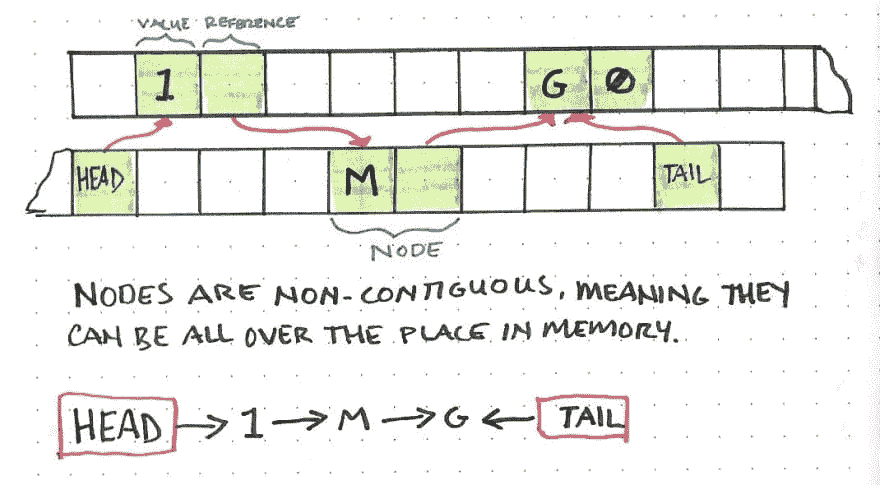 VALUE REFERENCE
1 G Ø
HEAD M TAIL
NODE
NODES ARE NON-CONTIGUOUS, MEANING THEY
CAN BE ALL OVER THE PLACE IN MEMORY.
HEAD → 1 → M → G ← TAIL